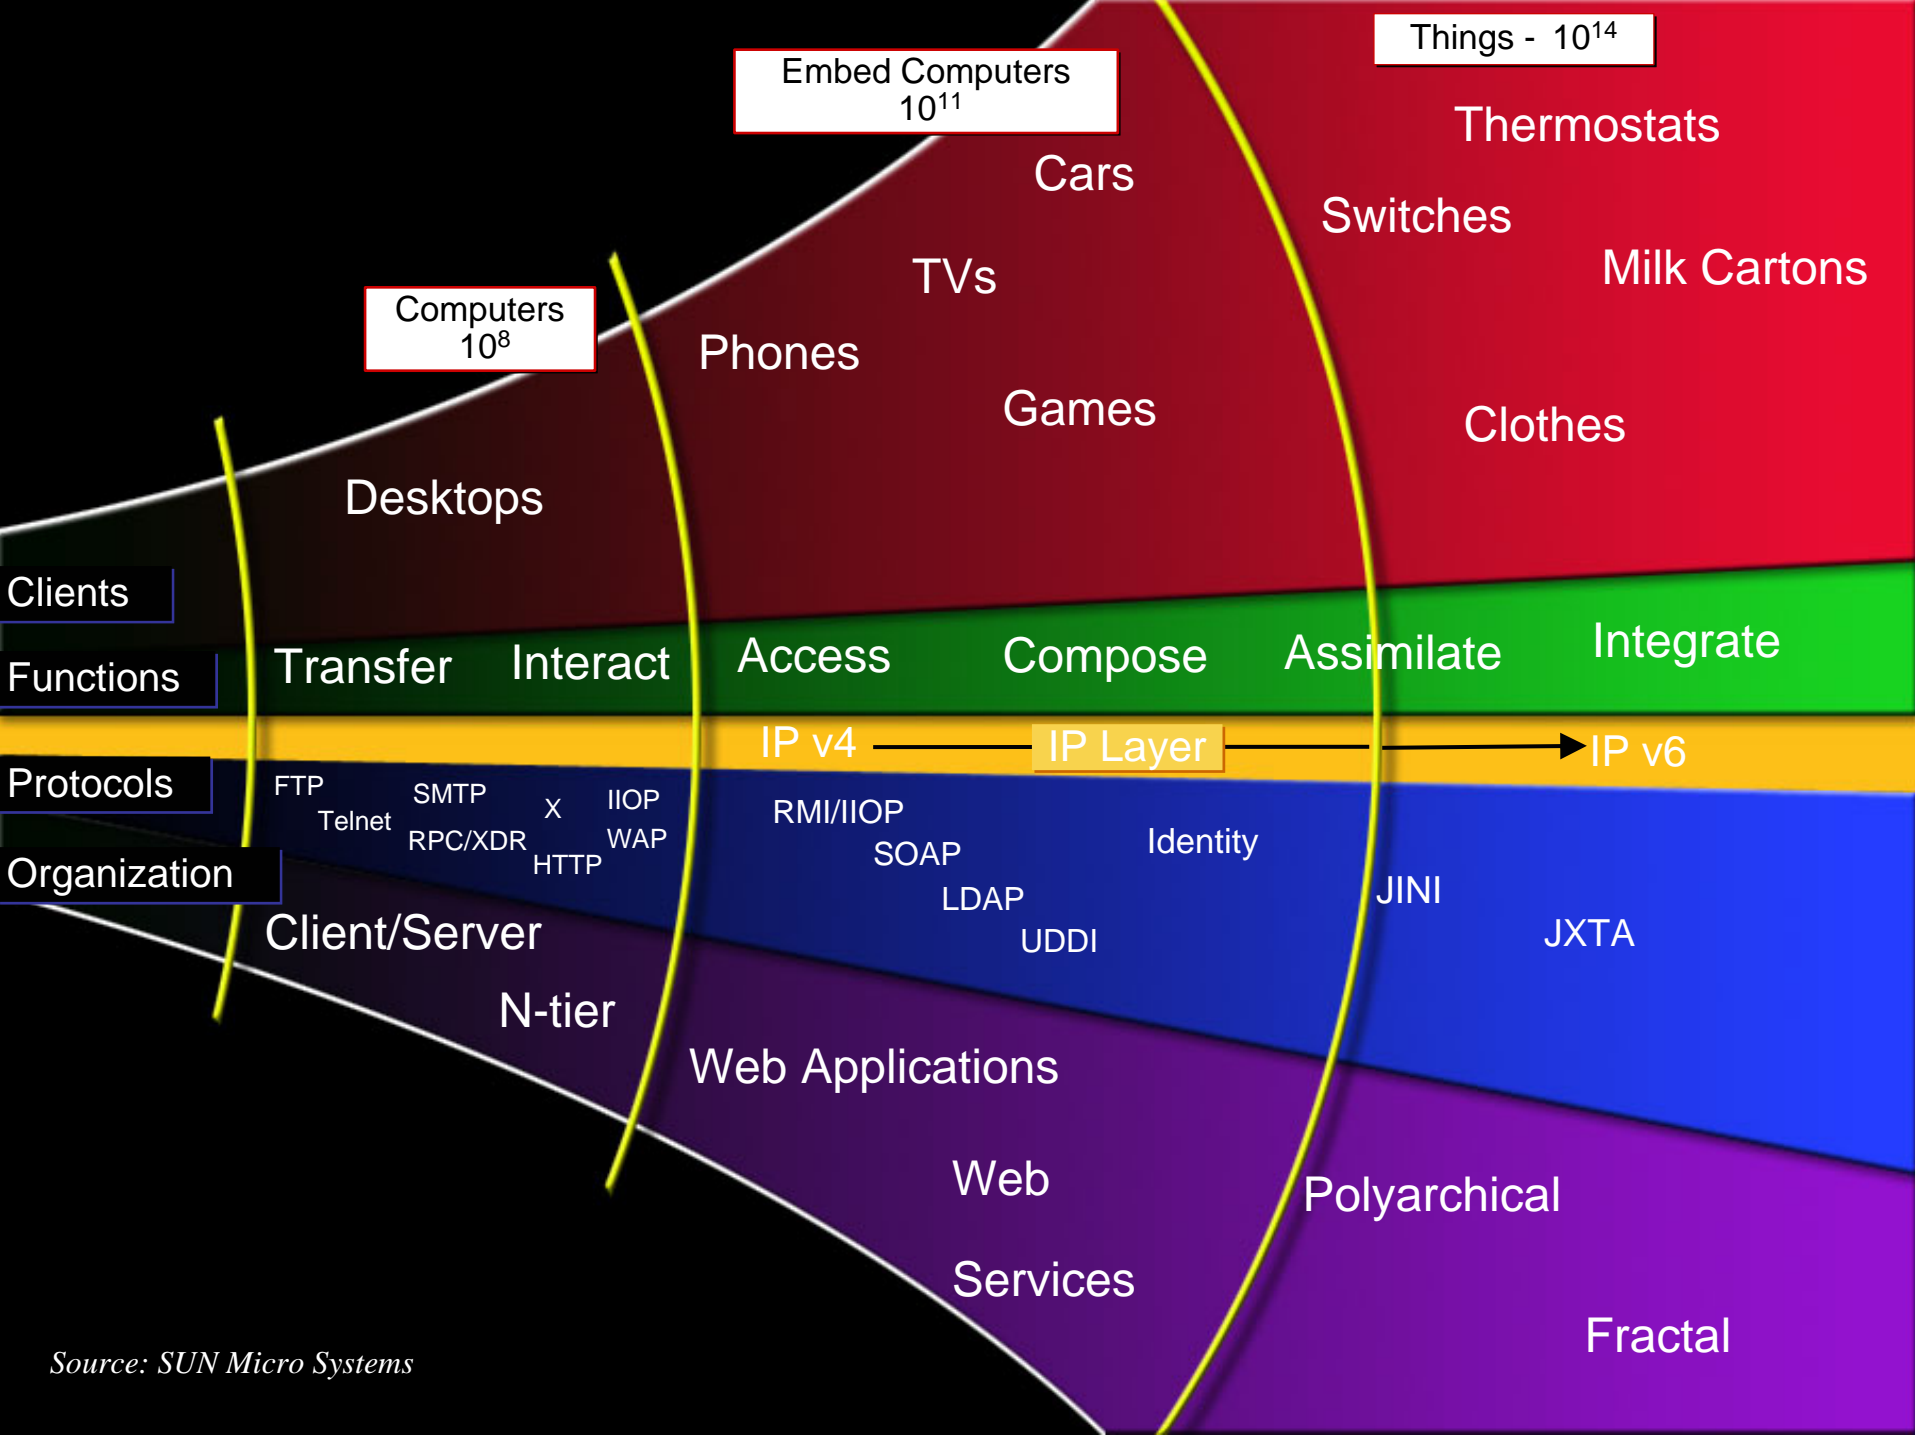 Things - 10¹⁴
Embed Computers
10¹¹
Thermostats
Cars
Switches
Milk Cartons
TVs
Computers
10⁸
Phones
Games
Clothes
Desktops
Clients
Functions
Transfer Interact Access Compose Assimilate Integrate
IP v4 IP Layer IP v6
Protocols
FTP SMTP X IIOP
Telnet RPC/XDR HTTP WAP
RMI/IIOP
SOAP
LDAP
UDDI
Identity
JINI
JXTA
Organization
Client/Server
N-tier
Web Applications
Web
Services
Polyarchical
Fractal
Source: SUN Micro Systems